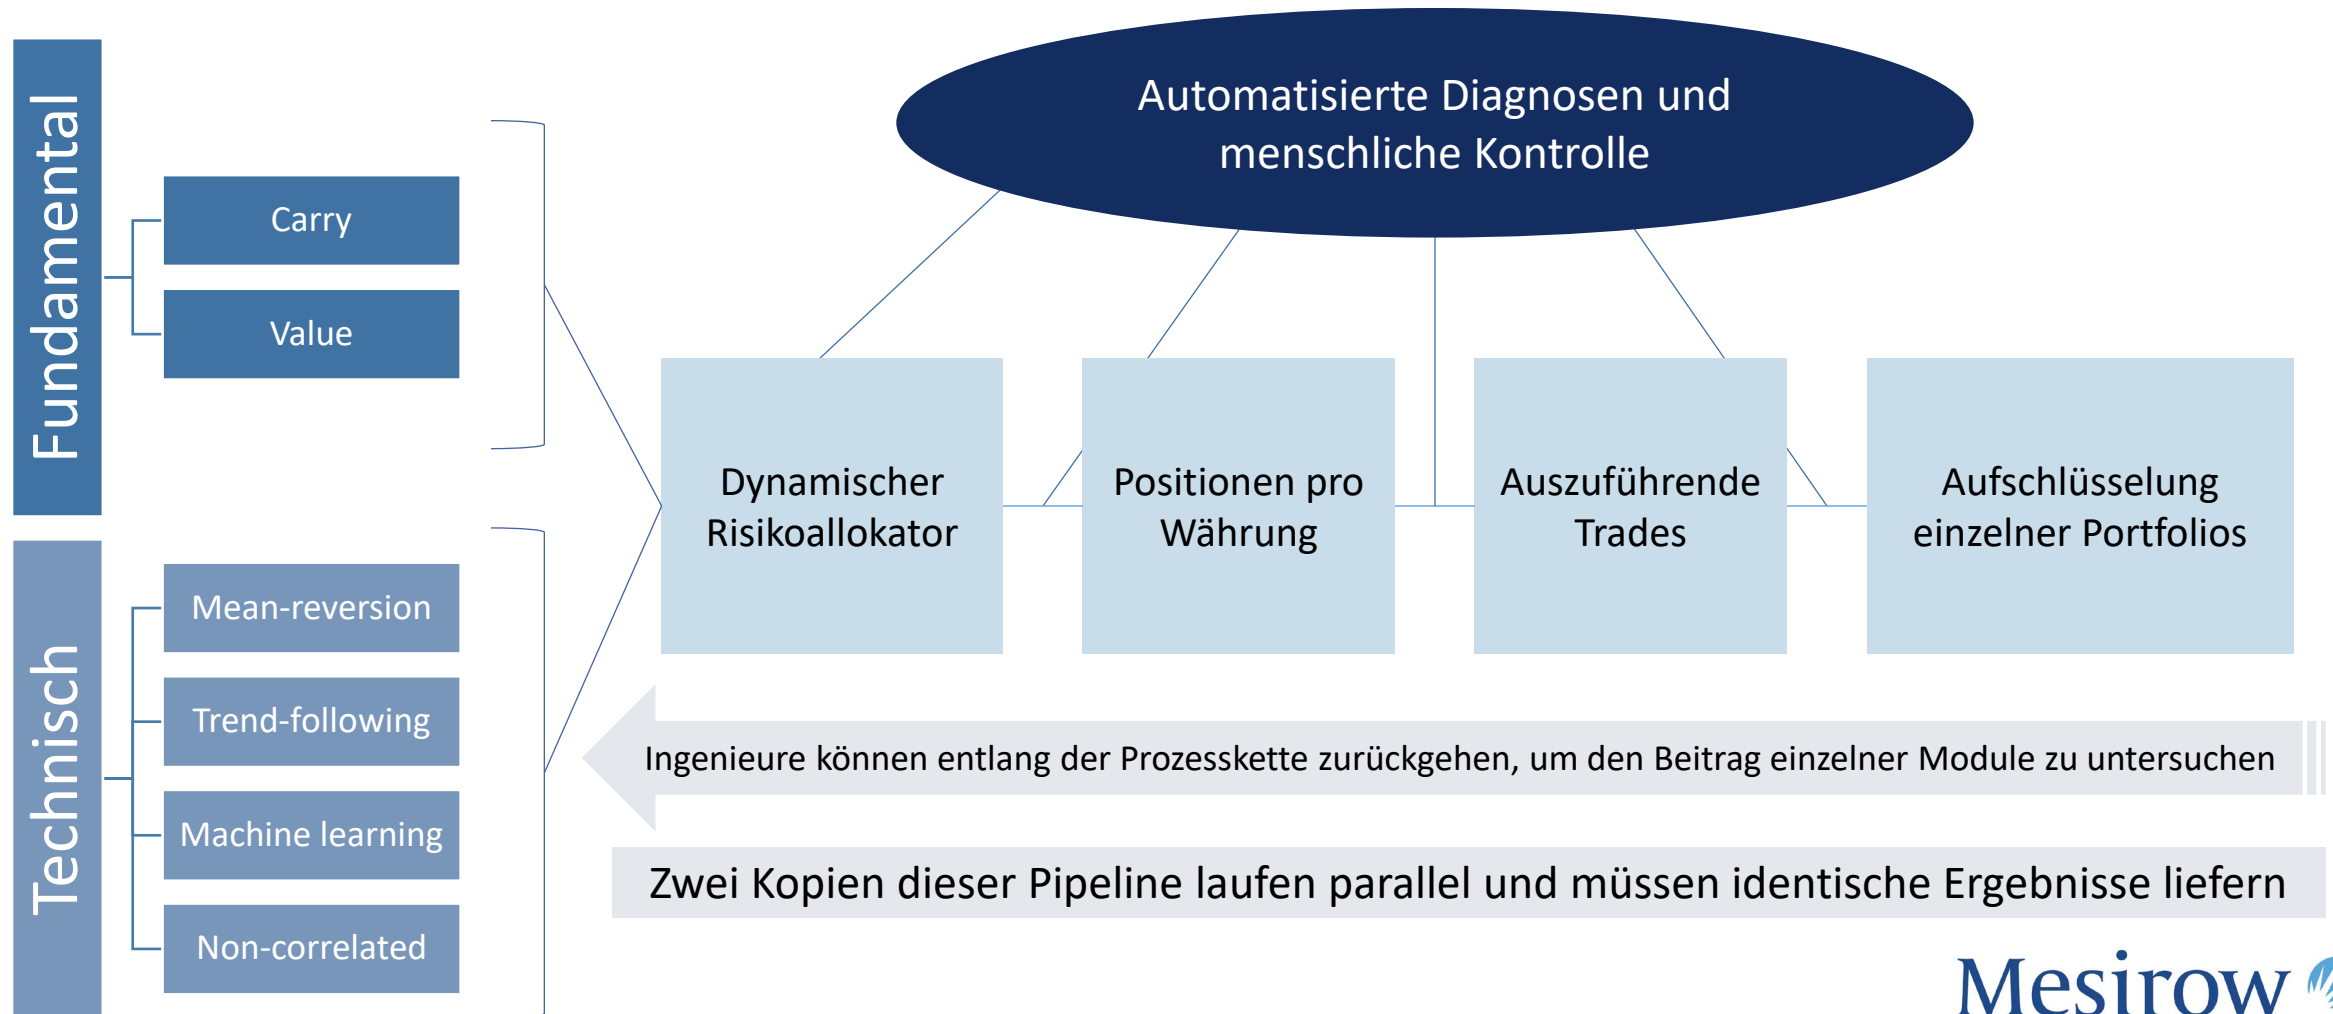 Fundamental
Carry
Value
Technisch
Mean-reversion
Trend-following
Machine learning
Non-correlated
Automatisierte Diagnosen und
menschliche Kontrolle
Dynamischer
Risikoallokator
Positionen pro
Währung
Auszuführende
Trades
Aufschlüsselung
einzelner Portfolios
Ingenieure können entlang der Prozesskette zurückgehen, um den Beitrag einzelner Module zu untersuchen
Zwei Kopien dieser Pipeline laufen parallel und müssen identische Ergebnisse liefern
Mesirow